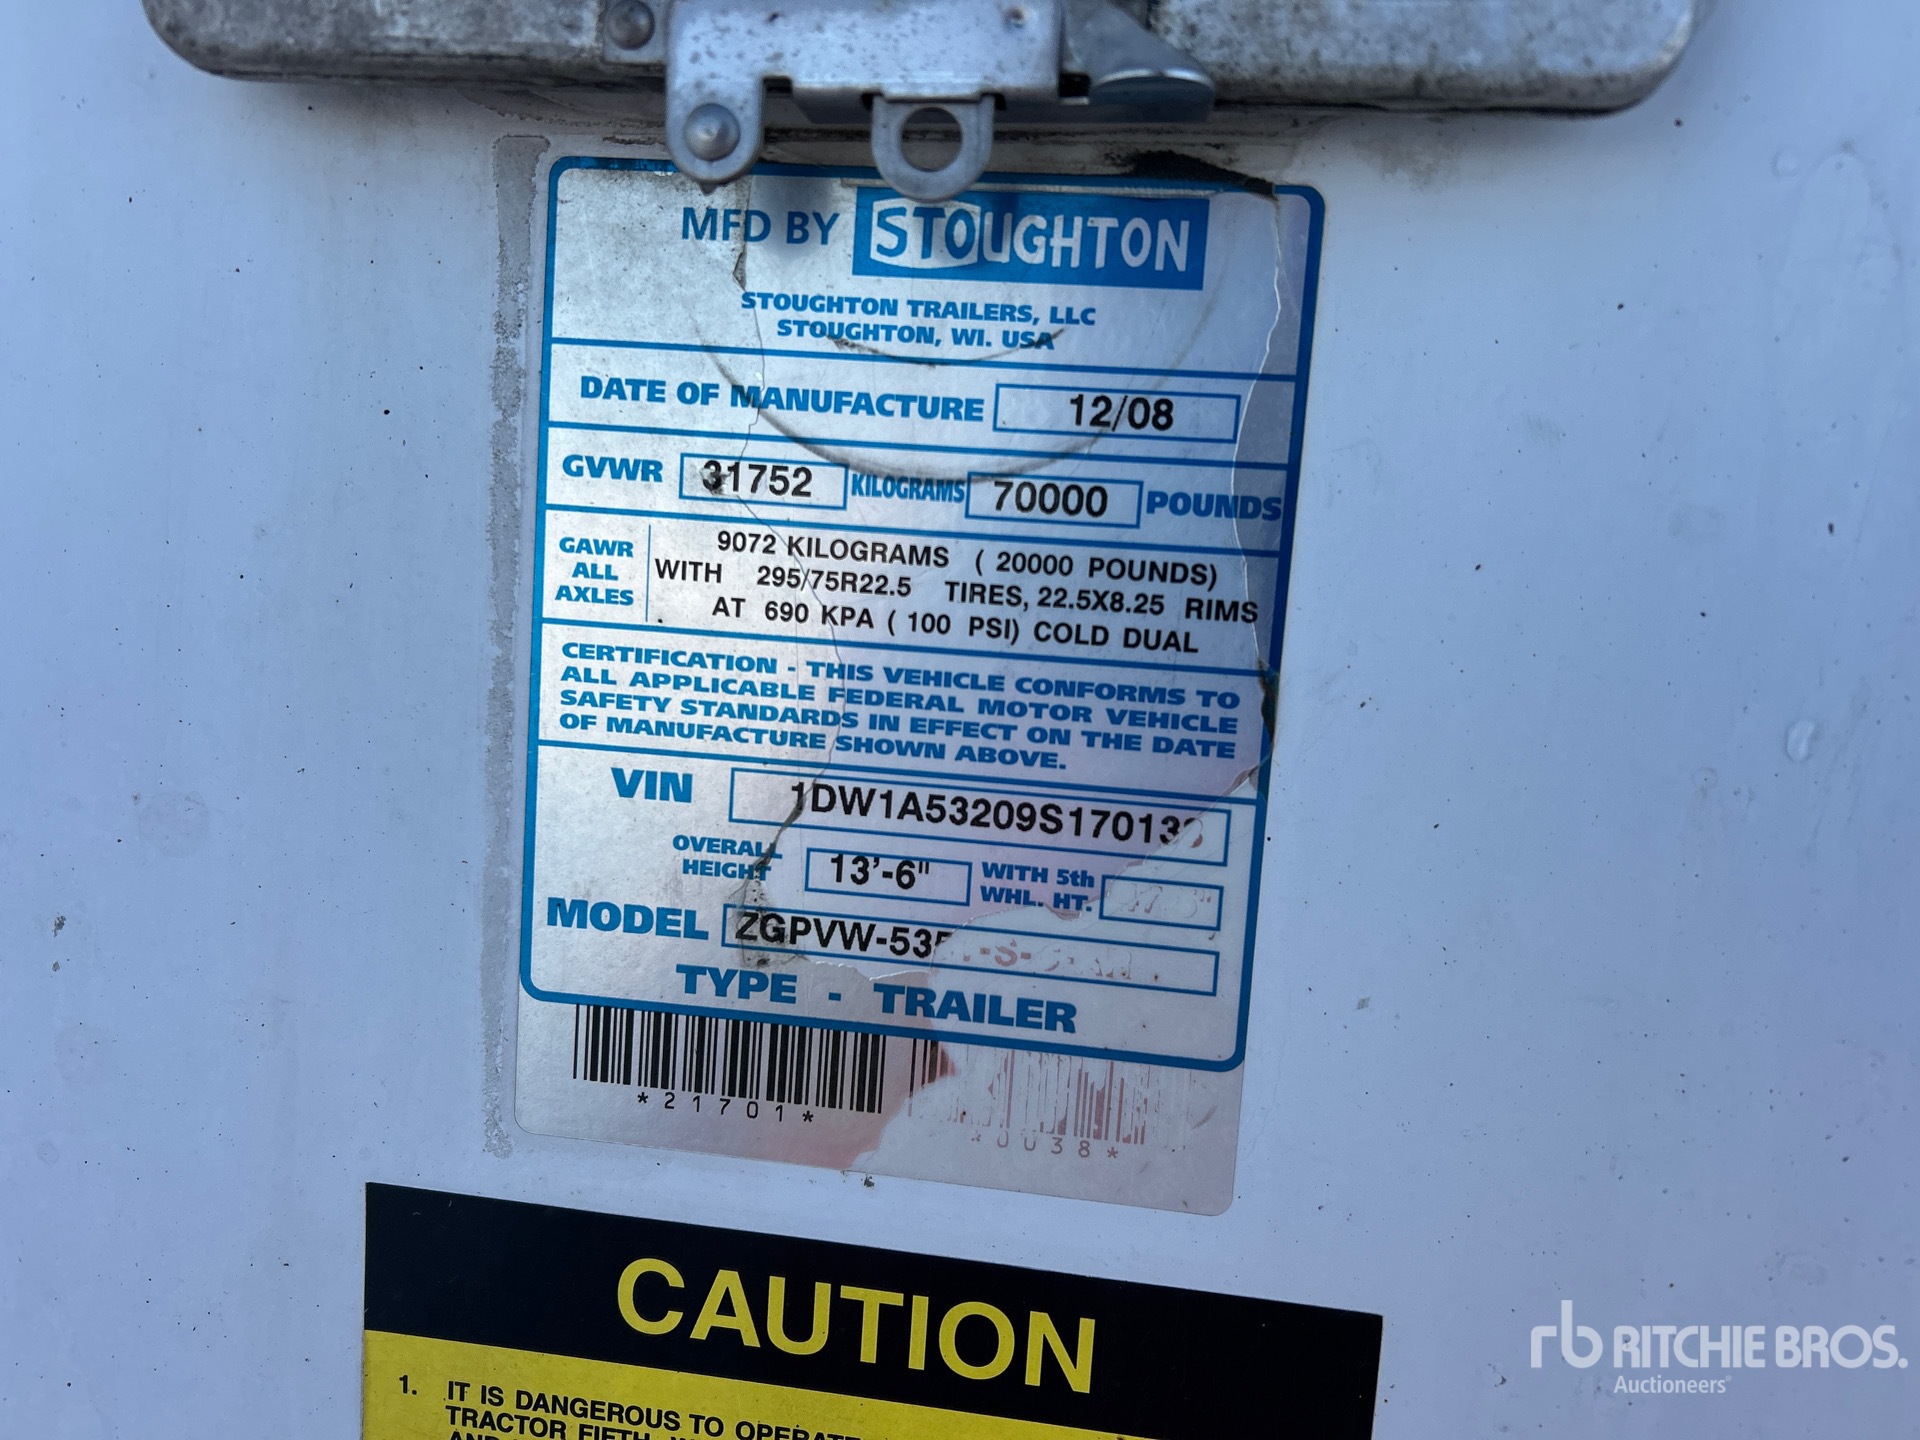 MFD BY STOUGHTON
STOUGHTON TRAILERS, LLC
STOUGHTON, WI. USA
DATE OF MANUFACTURE 12/08
GVWR 31752 KILOGRAMS 70000 POUNDS
GAWR ALL AXLES
9072 KILOGRAMS ( 20000 POUNDS)
WITH 295/75R22.5 TIRES, 22.5X8.25 RIMS
AT 690 KPA ( 100 PSI) COLD DUAL
CERTIFICATION - THIS VEHICLE CONFORMS TO
ALL APPLICABLE FEDERAL MOTOR VEHICLE
SAFETY STANDARDS IN EFFECT ON THE DATE
OF MANUFACTURE SHOWN ABOVE.
VIN
OVERALL HEIGHT 13'-6" WITH 5th WHL. HT.
MODEL
TYPE - TRAILER
*21701*
*0038*
CAUTION
1. IT IS DANGEROUS TO
TRACTOR
rb RITCHIE BROS.
Auctioneers